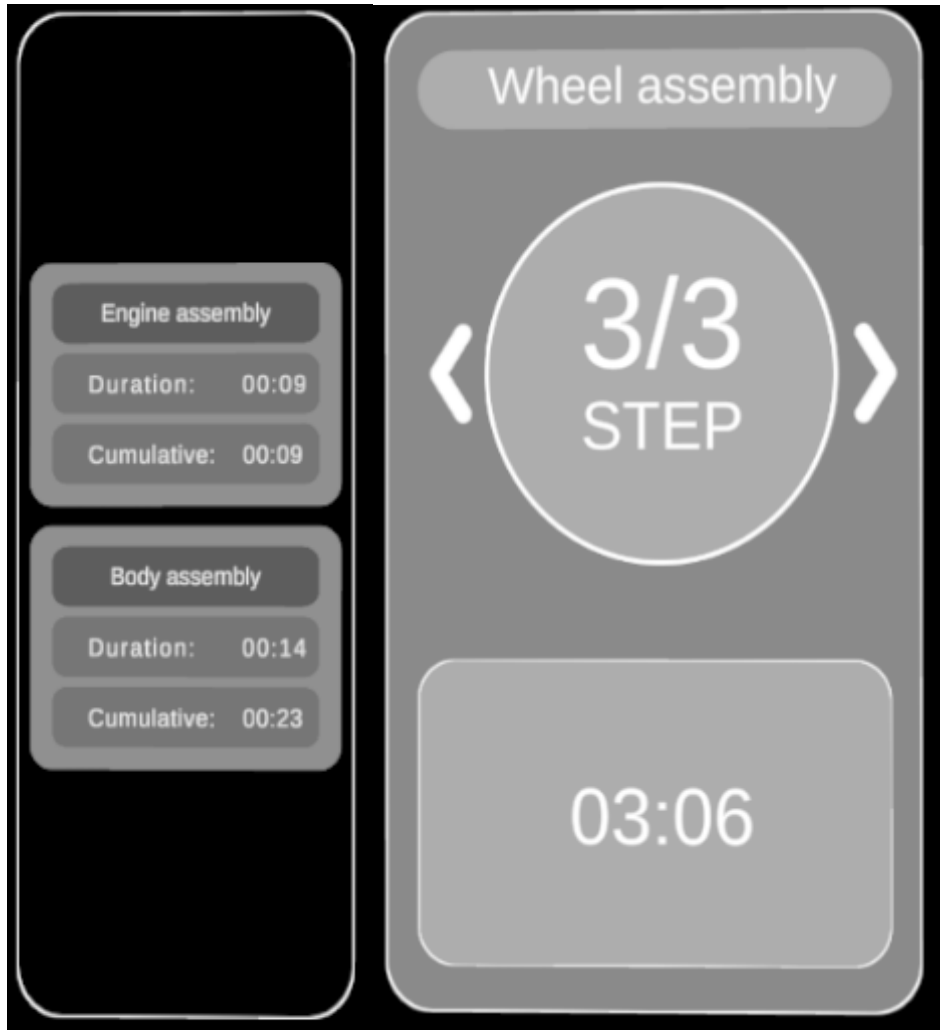 Engine assembly
Duration: 00:09
Cumulative: 00:09
Body assembly
Duration: 00:14
Cumulative: 00:23
Wheel assembly
3/3
STEP
03:06